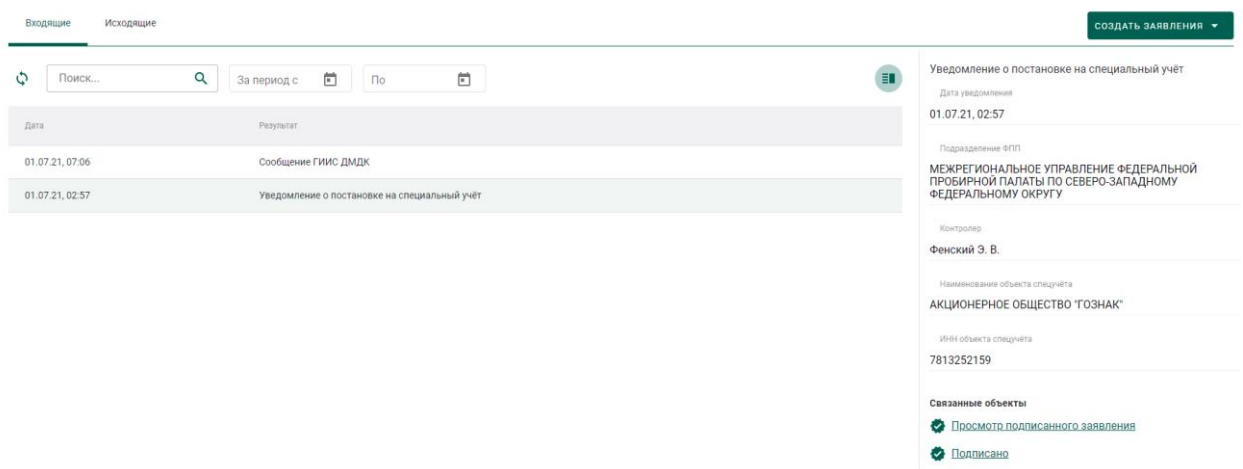 Входящие Исходящие СОЗДАТЬ ЗАЯВЛЕНИЯ
Поиск... За период с По
Дата Результат
01.07.21, 07:06 Сообщение ГИИС ДМДК
01.07.21, 02:57 Уведомление о постановке на специальный учёт
Уведомление о постановке на специальный учёт
Дата уведомления
01.07.21, 02:57
Подразделение ФПП
МЕЖРЕГИОНАЛЬНОЕ УПРАВЛЕНИЕ ФЕДЕРАЛЬНОЙ
ПРОБИРНОЙ ПАЛАТЫ ПО СЕВЕРО-ЗАПАДНОМУ
ФЕДЕРАЛЬНОМУ ОКРУГУ
Контролер
Фенский Э. В.
Наименование объекта спецучёта
АКЦИОНЕРНОЕ ОБЩЕСТВО "ГОЗНАК"
ИНН объекта спецучёта
7813252159
Связанные объекты
Просмотр подписанного заявления
Подписано